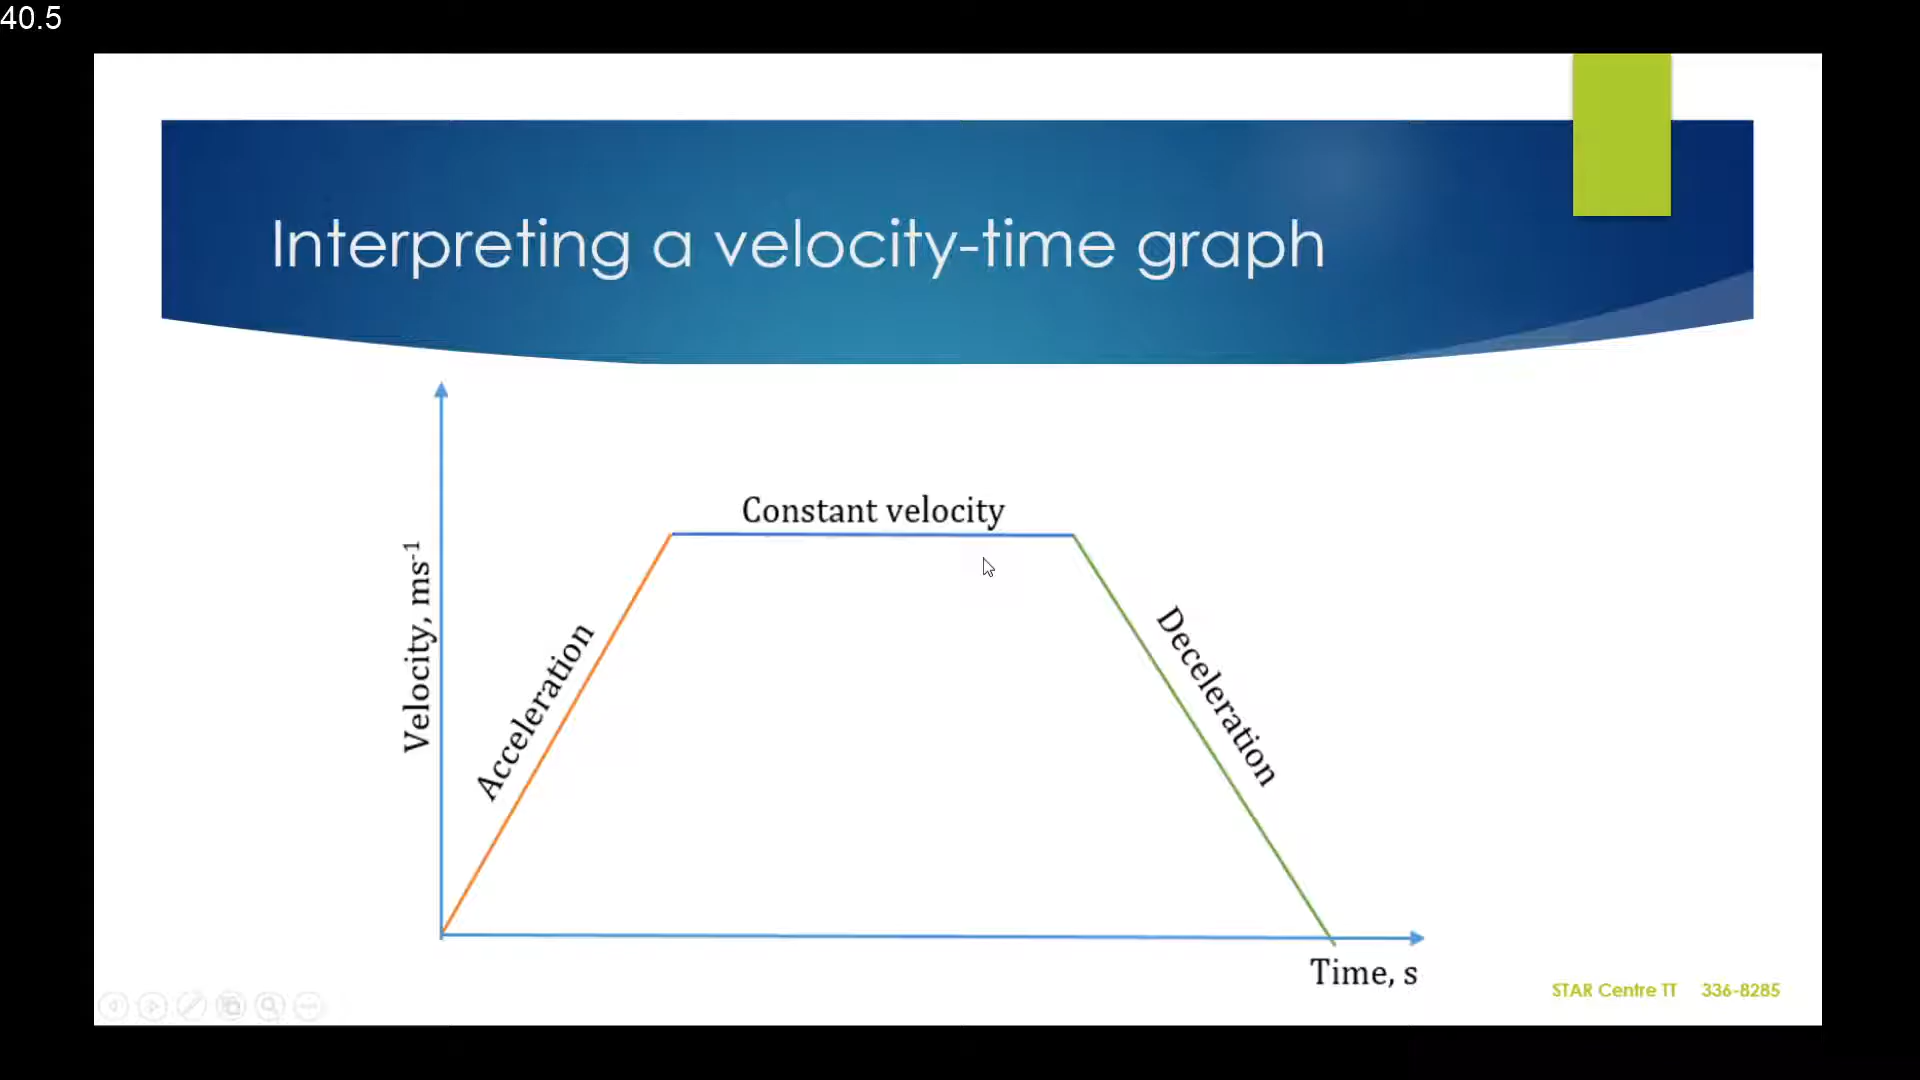 40.5
Interpreting a velocity-time graph
Constant velocity
Velocity, ms-1
Acceleration
Deceleration
Time, s
STAR Centre TT 336-8285